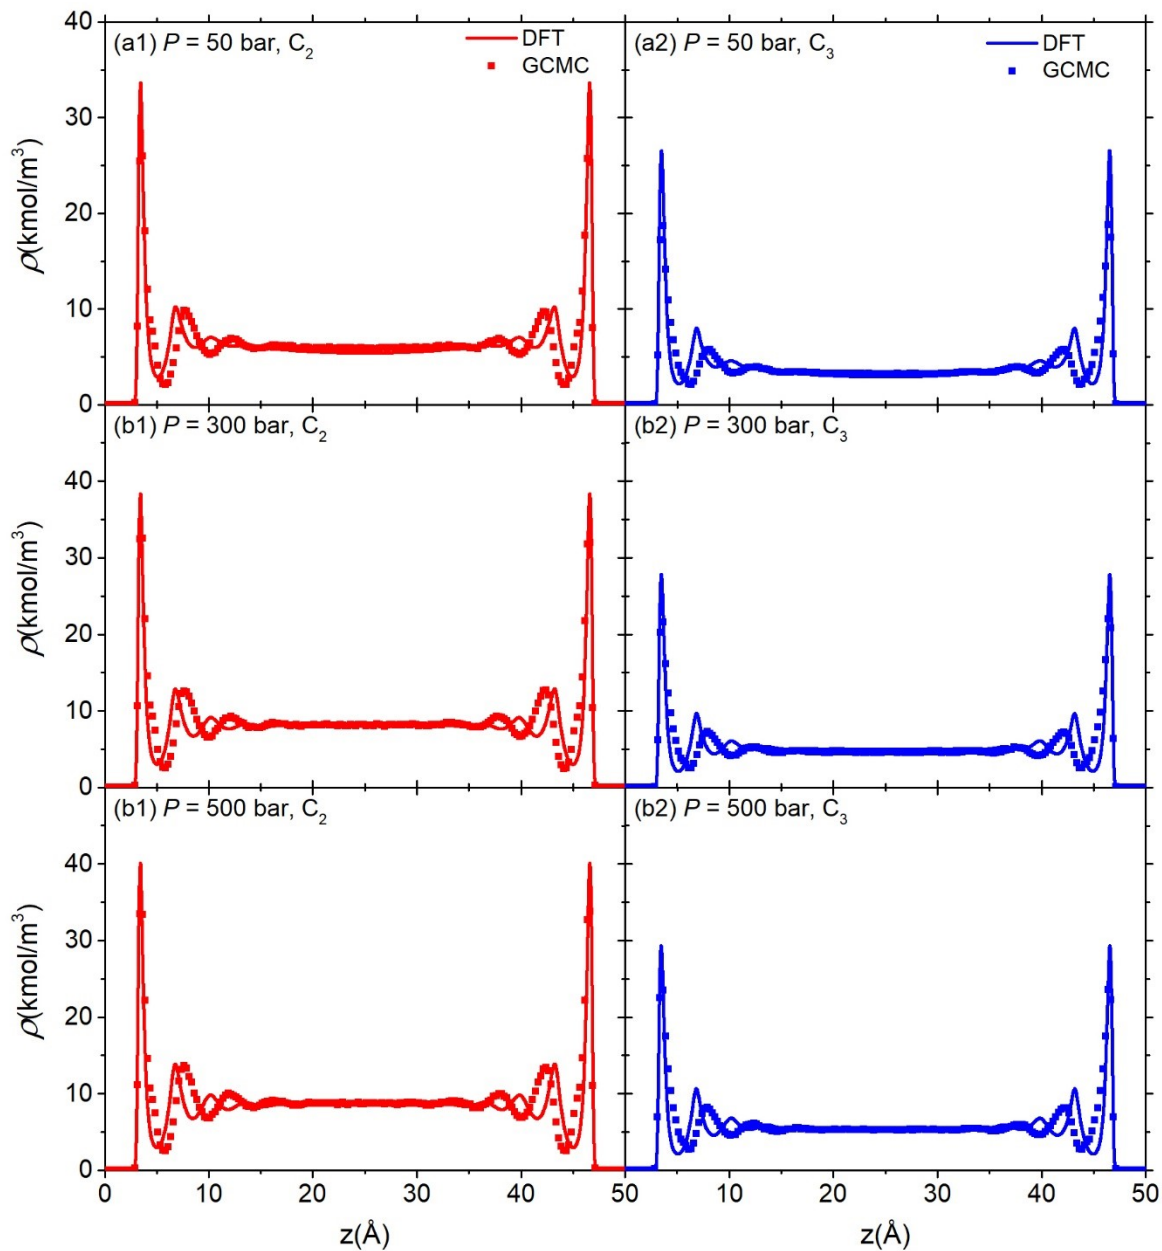 (a1) P = 50 bar, C₂
DFT
GCMC
(a2) P = 50 bar, C₃
DFT
GCMC
40
30
20
10
0
ρ(kmol/m³)
(b1) P = 300 bar, C₂
(b2) P = 300 bar, C₃
40
30
20
10
0
ρ(kmol/m³)
(b1) P = 500 bar, C₂
(b2) P = 500 bar, C₃
40
30
20
10
0
ρ(kmol/m³)
0 10 20 30 40 50 10 20 30 40 50
z(Å)
z(Å)